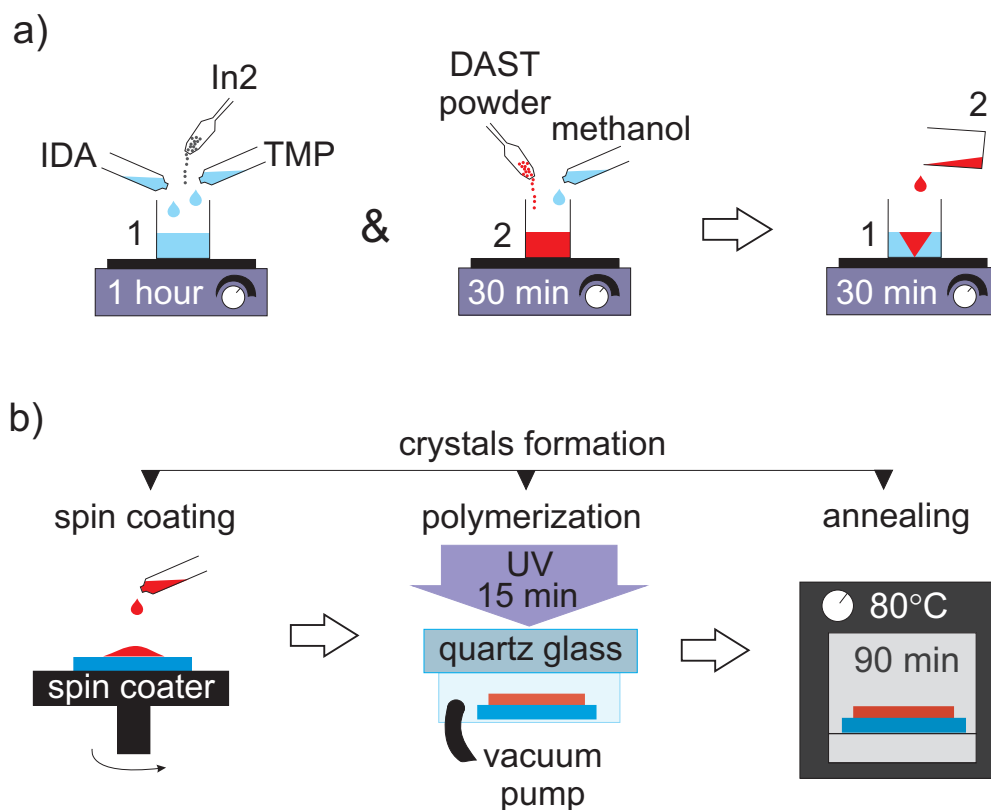 a)
In2
IDA
TMP
1
1 hour
&
DAST
powder
methanol
2
30 min
2
1
30 min
b)
crystals formation
spin coating
spin coater
polymerization
UV
15 min
quartz glass
vacuum
pump
annealing
80°C
90 min